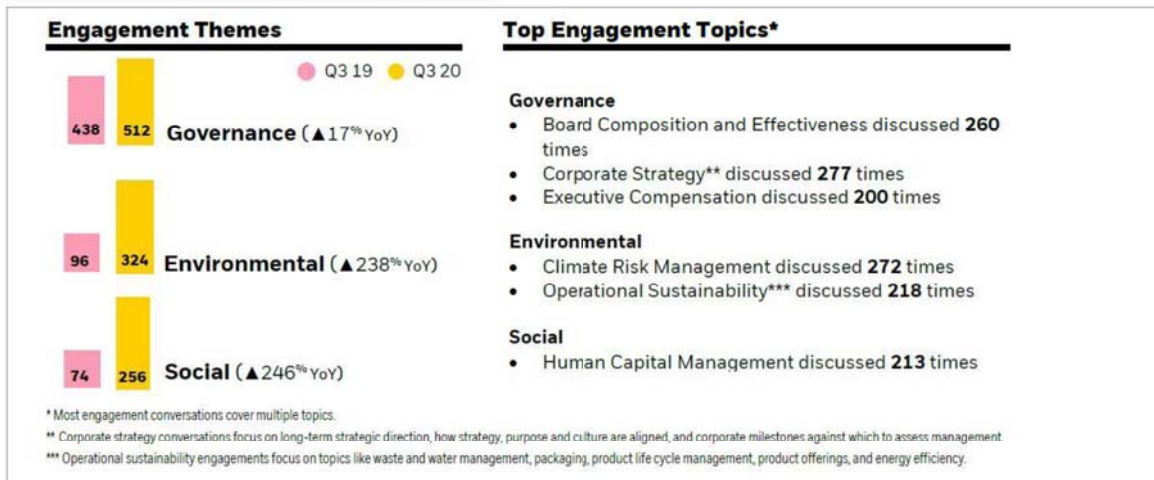 Engagement Themes
Q3 19 Q3 20
438 512 Governance (▲17% YoY)
96 324 Environmental (▲238% YoY)
74 256 Social (▲246% YoY)
Top Engagement Topics*
Governance
• Board Composition and Effectiveness discussed 260
times
• Corporate Strategy** discussed 277 times
• Executive Compensation discussed 200 times
Environmental
• Climate Risk Management discussed 272 times
• Operational Sustainability*** discussed 218 times
Social
• Human Capital Management discussed 213 times
* Most engagement conversations cover multiple topics.
** Corporate strategy conversations focus on long-term strategic direction, how strategy, purpose and culture are aligned, and corporate milestones against which to assess management.
*** Operational sustainability engagements focus on topics like waste and water management, packaging, product life cycle management, product offerings, and energy efficiency.